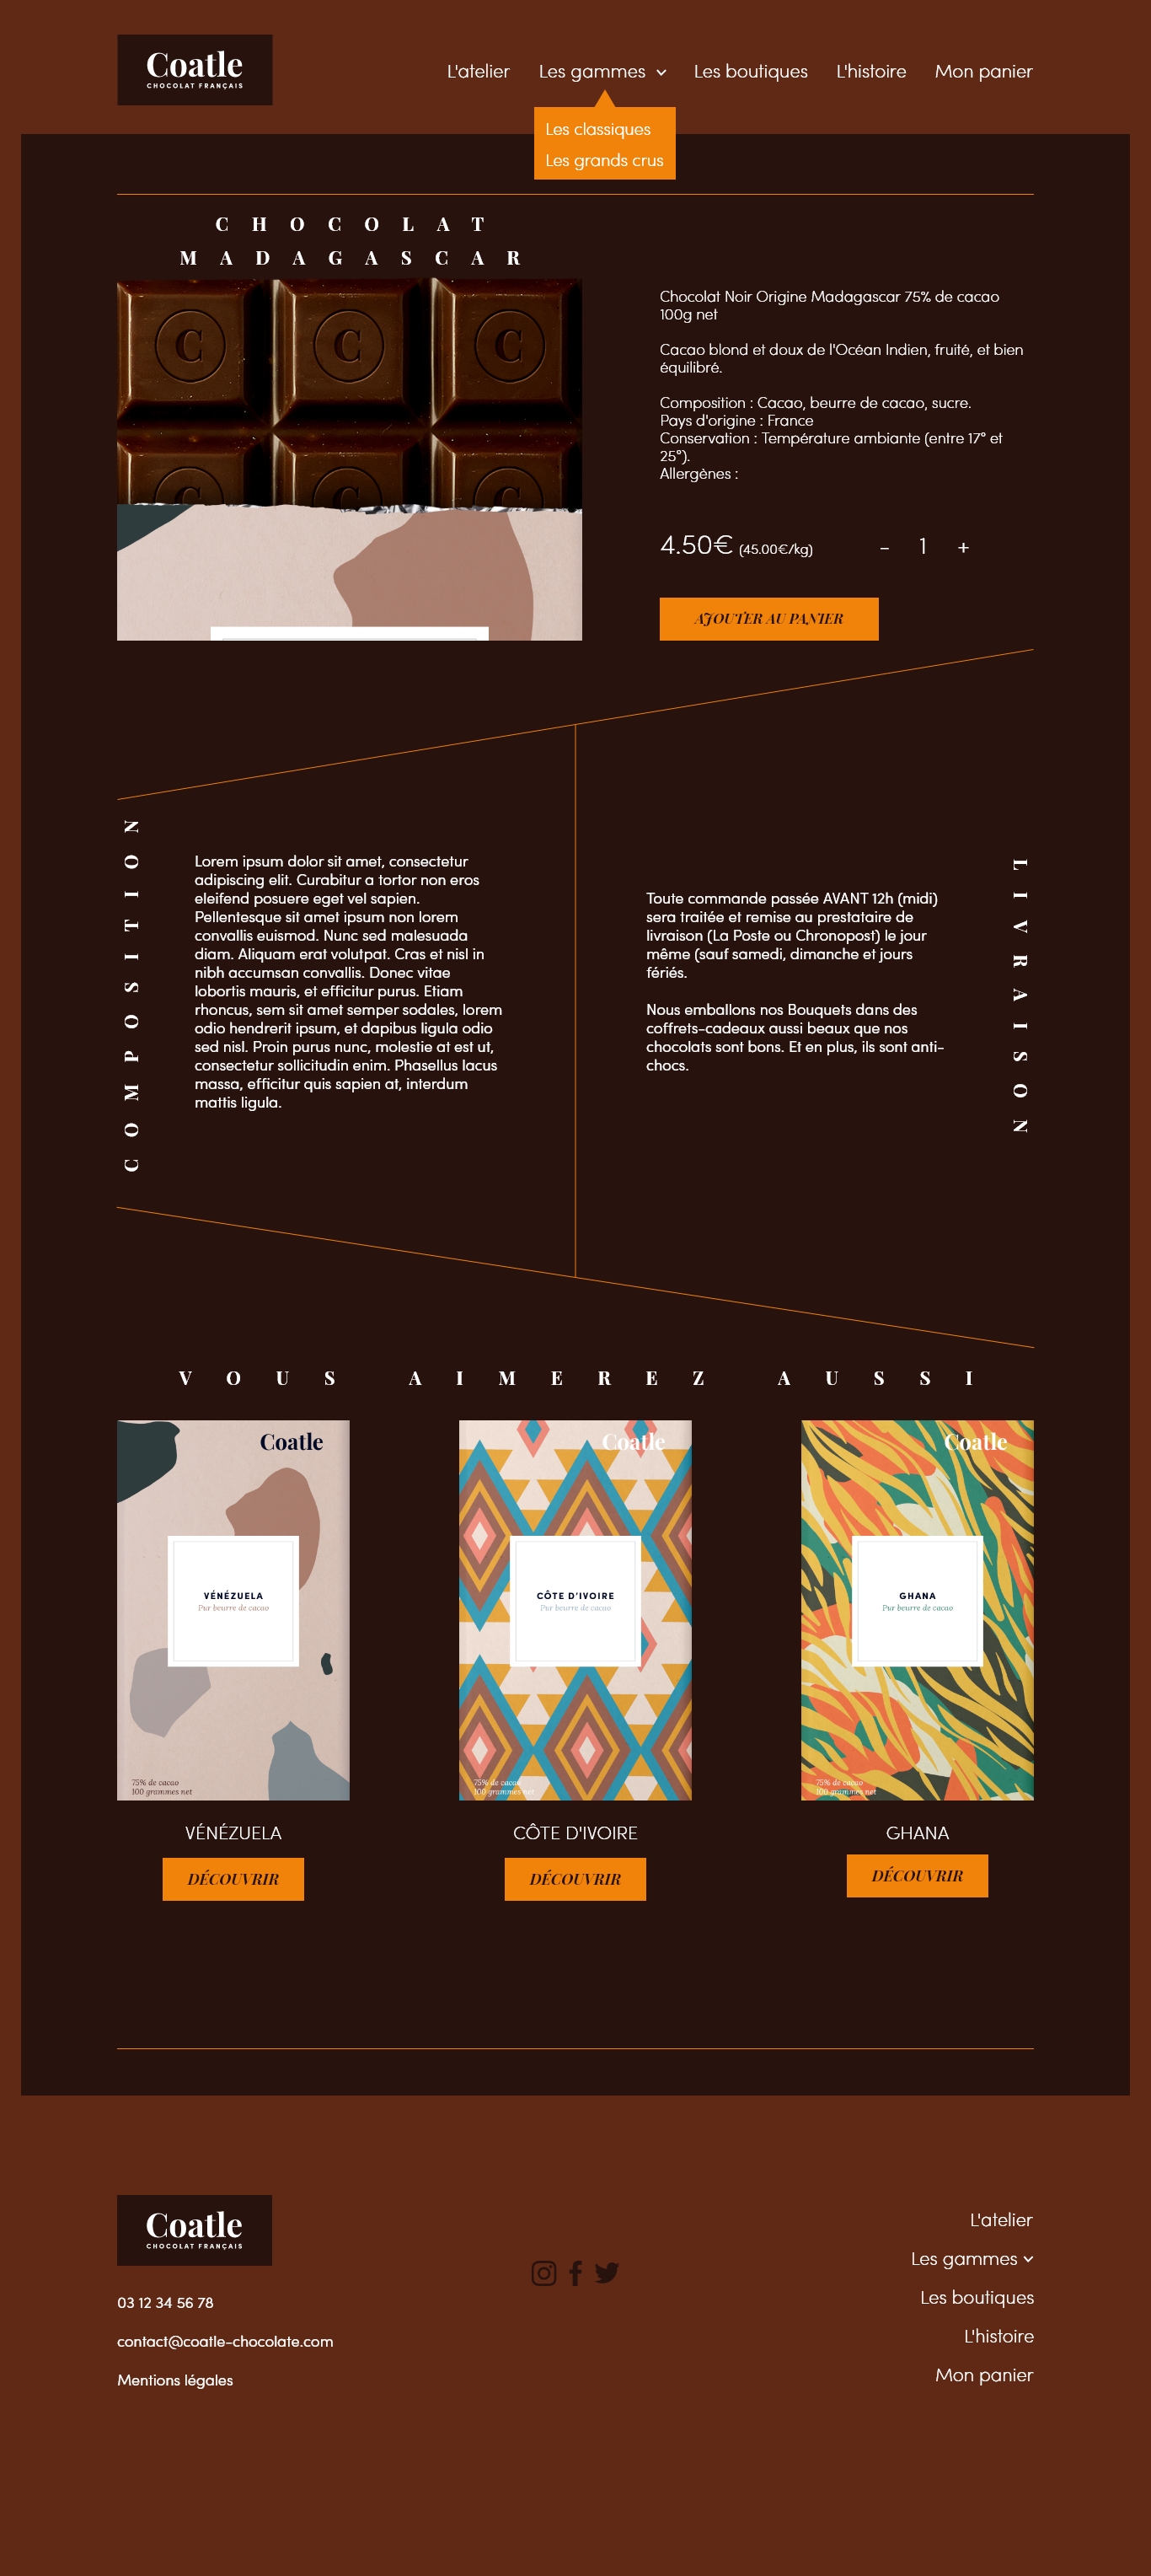 Coatle
CHOCOLAT FRANÇAIS
L'atelier
Les gammes
Les boutiques
L'histoire
Mon panier
Les classiques
Les grands crus
CHOCOLAT
MADAGASCAR
C C C
C C C
Chocolat Noir Origine Madagascar 75% de cacao
100g net
Cacao blond et doux de l'Océan Indien, fruité, et bien
équilibré.
Composition : Cacao, beurre de cacao, sucre.
Pays d'origine : France
Conservation : Température ambiante (entre 17° et
25°).
Allergènes :
4.50€ (45.00€/kg)
- 1 +
AJOUTER AU PANIER
COMPOSITION
Lorem ipsum dolor sit amet, consectetur
adipiscing elit. Curabitur a tortor non eros
eleifend posuere eget vel sapien.
Pellentesque sit amet ipsum non lorem
convallis euismod. Nunc sed malesuada
diam. Aliquam erat volutpat. Cras et nisl in
nibh accumsan convallis. Donec vitae
lobortis mauris, et efficitur purus. Etiam
rhoncus, sem sit amet semper sodales, lorem
odio hendrerit ipsum, et dapibus ligula odio
sed nisl. Proin purus nunc, molestie at est ut,
consectetur sollicitudin enim. Phasellus lacus
massa, efficitur quis sapien at, interdum
mattis ligula.
Toute commande passée AVANT 12h (midi)
sera traitée et remise au prestataire de
livraison (La Poste ou Chronopost) le jour
même (sauf samedi, dimanche et jours
fériés.
Nous emballons nos Bouquets dans des
coffrets-cadeaux aussi beaux que nos
chocolats sont bons. Et en plus, ils sont anti-
chocs.
LIVRAISON
VOUS AIMEREZ AUSSI
Coatle
VÉNÉZUELA
Pur beurre de cacao
75% de cacao
100 grammes net
VÉNÉZUELA
DÉCOUVRIR
Coatle
CÔTE D'IVOIRE
Pur beurre de cacao
75% de cacao
100 grammes net
CÔTE D'IVOIRE
DÉCOUVRIR
Coatle
GHANA
Pur beurre de cacao
75% de cacao
100 grammes net
GHANA
DÉCOUVRIR
Coatle
CHOCOLAT FRANÇAIS
03 12 34 56 78
contact@coatle-chocolate.com
Mentions légales
L'atelier
Les gammes
Les boutiques
L'histoire
Mon panier